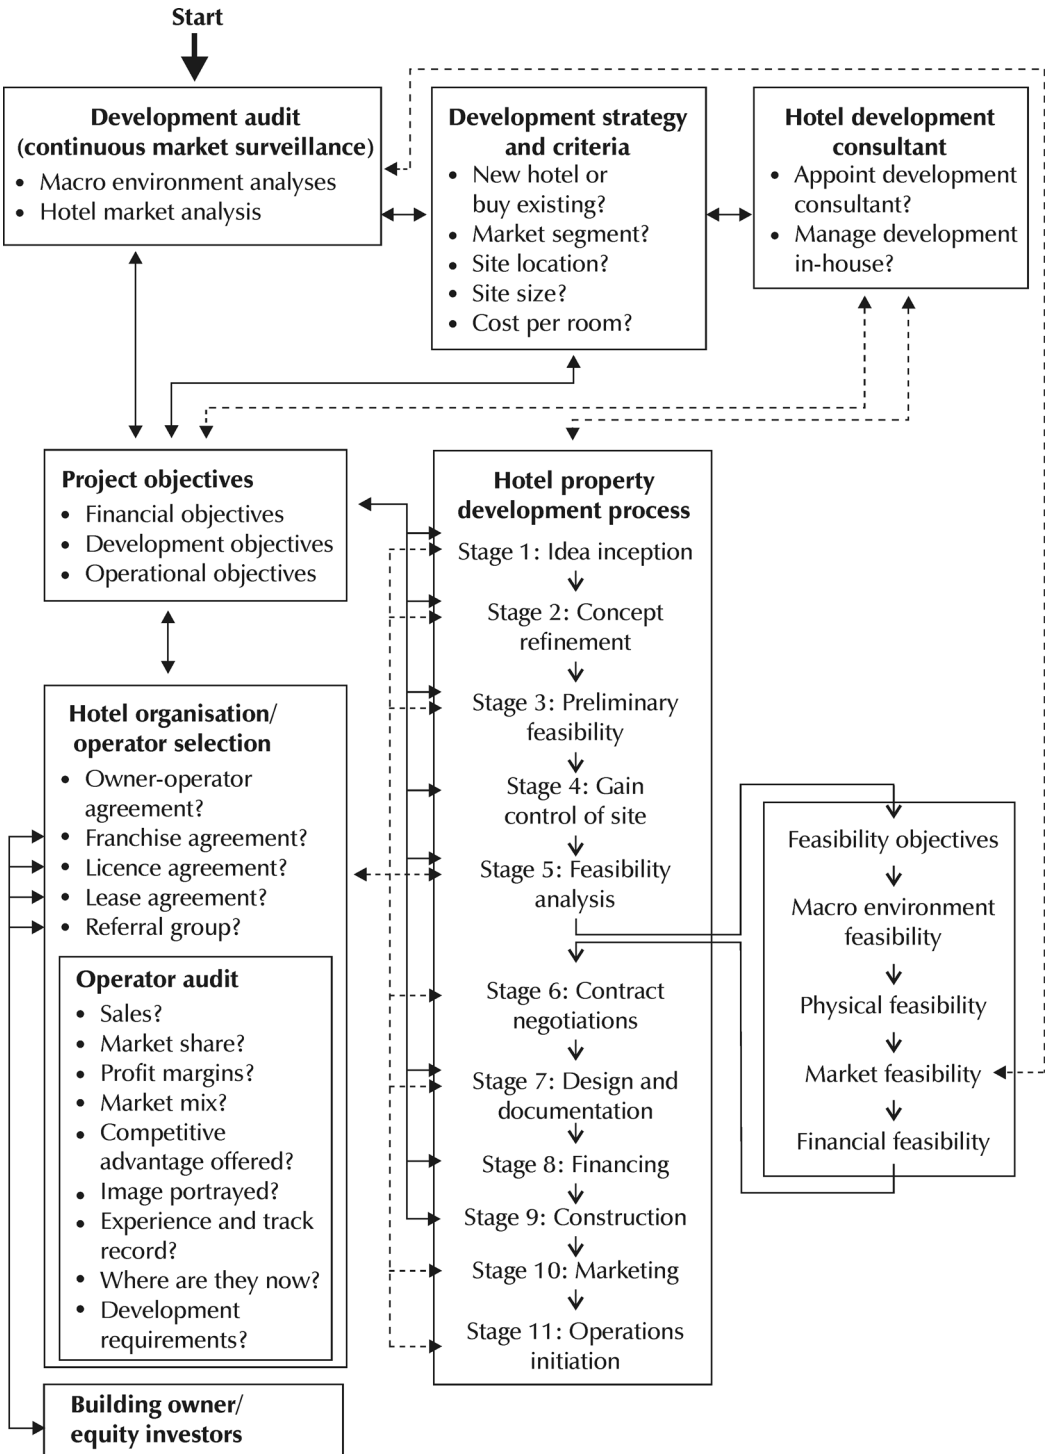 Start
Development audit
(continuous market surveillance)
• Macro environment analyses
• Hotel market analysis
Development strategy
and criteria
• New hotel or
buy existing?
• Market segment?
• Site location?
• Site size?
• Cost per room?
Hotel development
consultant
• Appoint development
consultant?
• Manage development
in-house?
Project objectives
• Financial objectives
• Development objectives
• Operational objectives
Hotel organisation/
operator selection
• Owner-operator
agreement?
• Franchise agreement?
• Licence agreement?
• Lease agreement?
• Referral group?
Operator audit
• Sales?
• Market share?
• Profit margins?
• Market mix?
• Competitive
advantage offered?
• Image portrayed?
• Experience and track
record?
• Where are they now?
• Development
requirements?
Building owner/
equity investors
Hotel property
development process
Stage 1: Idea inception
Stage 2: Concept
refinement
Stage 3: Preliminary
feasibility
Stage 4: Gain
control of site
Stage 5: Feasibility
analysis
Stage 6: Contract
negotiations
Stage 7: Design and
documentation
Stage 8: Financing
Stage 9: Construction
Stage 10: Marketing
Stage 11: Operations
initiation
Feasibility objectives
Macro environment
feasibility
Physical feasibility
Market feasibility
Financial feasibility